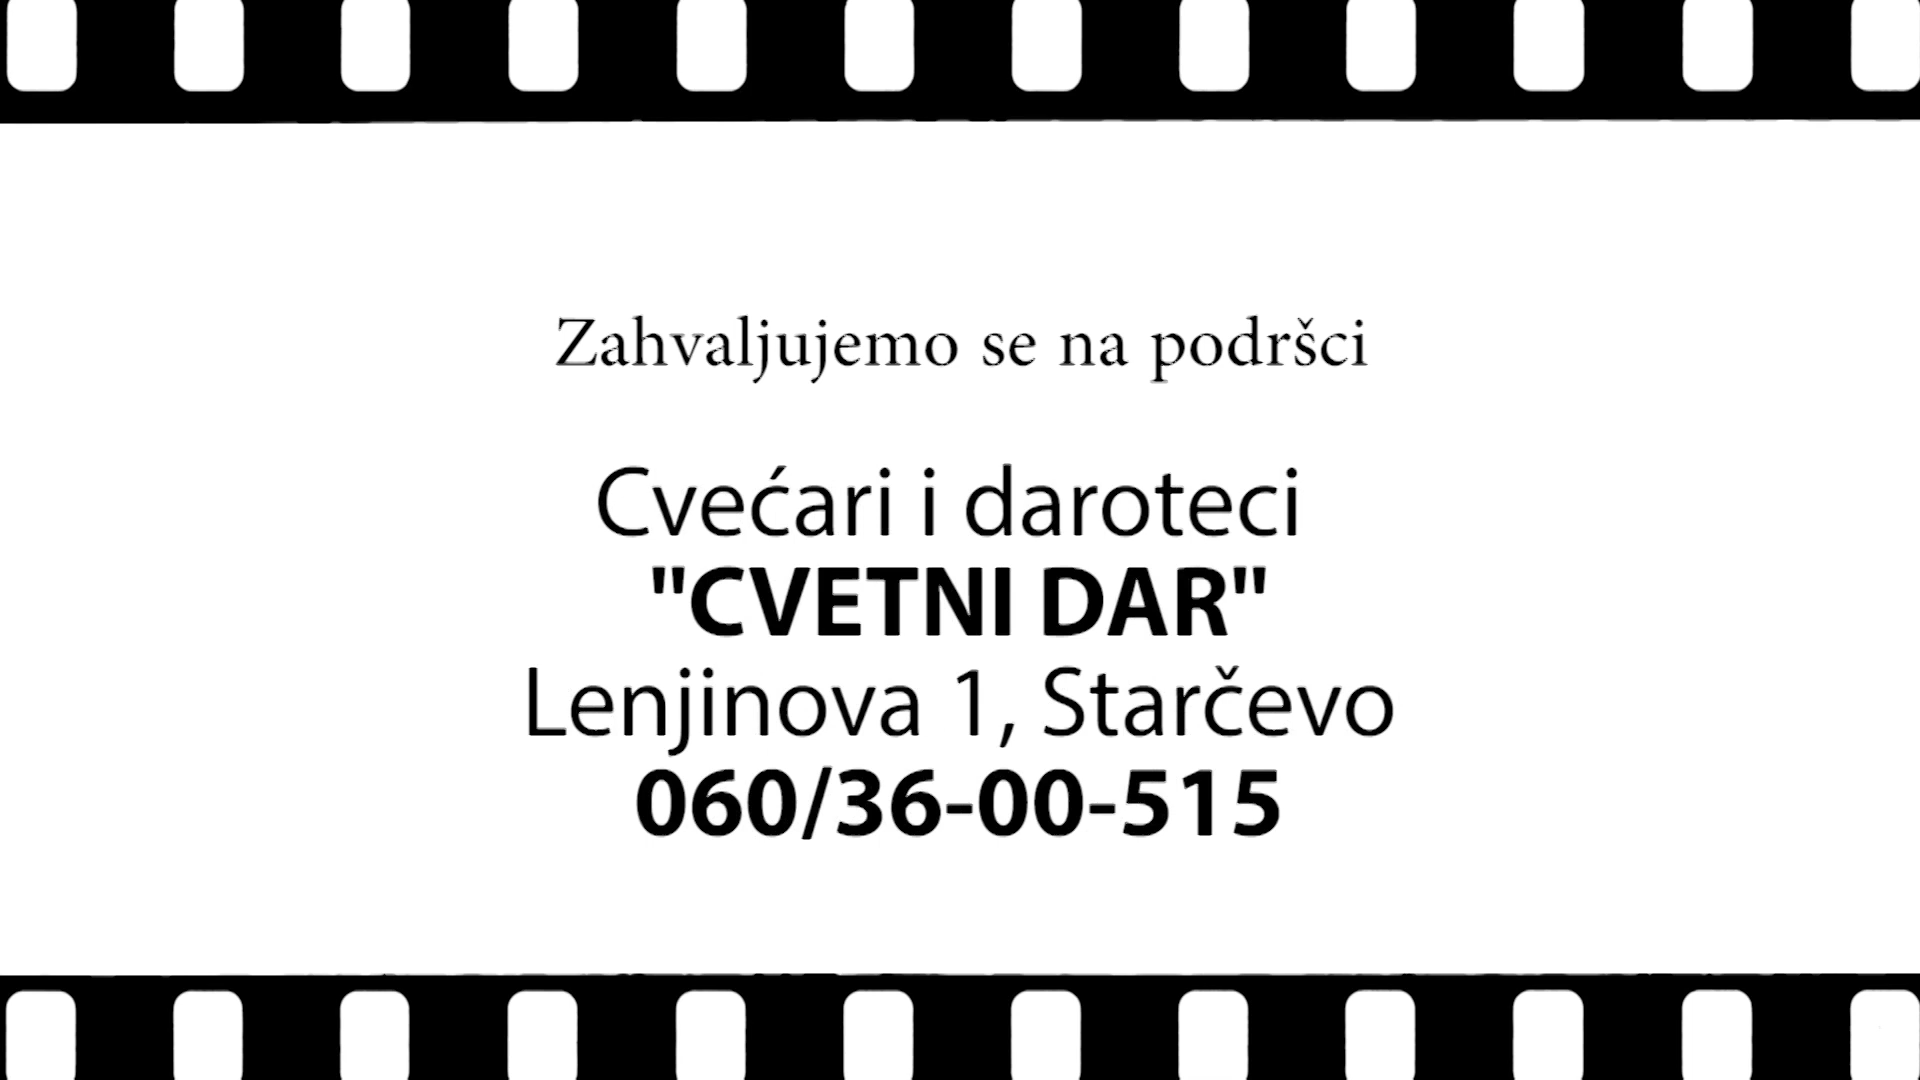 Zahvaljujemo se na podršci
Cvećari i daroteci
"CVETNI DAR"
Lenjinova 1, Starčevo
060/36-00-515